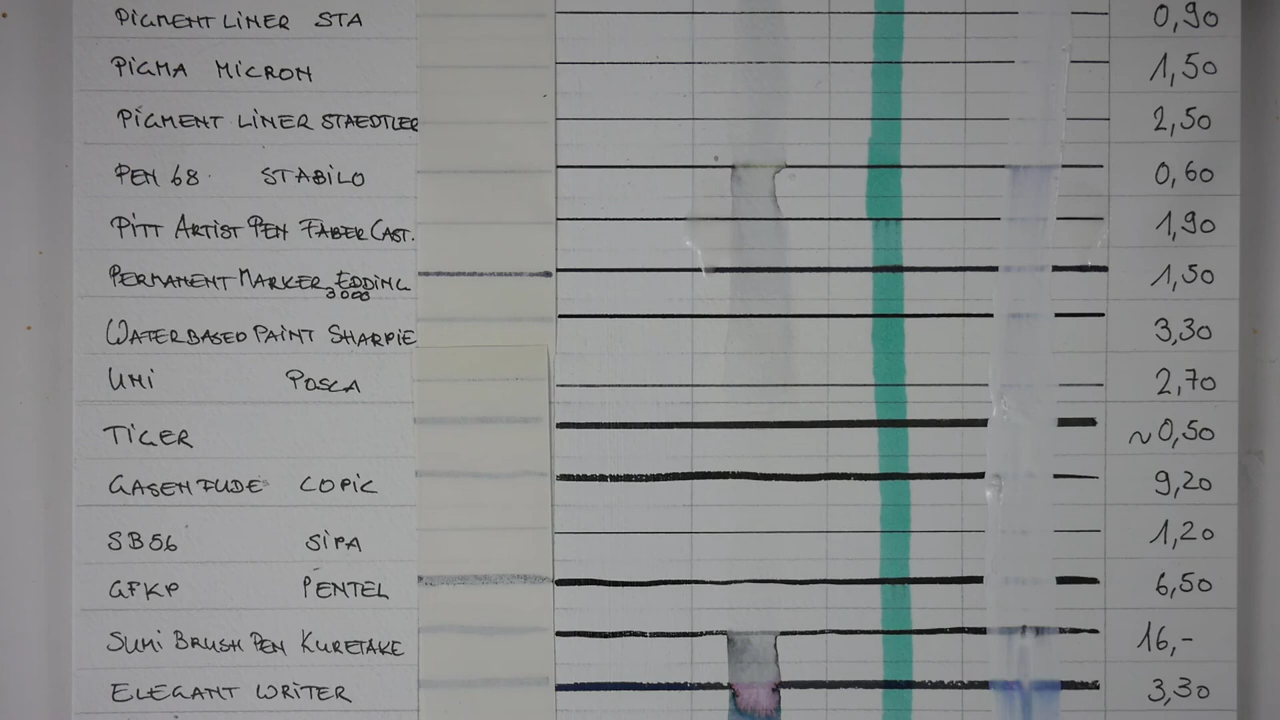 PIGMENT LINER STA 0,90
PIGMA MICRON 1,50
PIGMENT LINER STAEDTLER 2,50
PEN 68 STABILO 0,60
PITT ARTIST PEN FABER CAST. 1,90
PERMANENT MARKER EDDING 3000 1,50
WATERBASED PAINT SHARPIE 3,30
UNI POSCA 2,70
TIGER ~0,50
GASENFUDE COPIC 9,20
SB56 SIPA 1,20
GFKP PENTEL 6,50
SUMI BRUSH PEN KURETAKE 16,-
ELEGANT WRITER 3,30